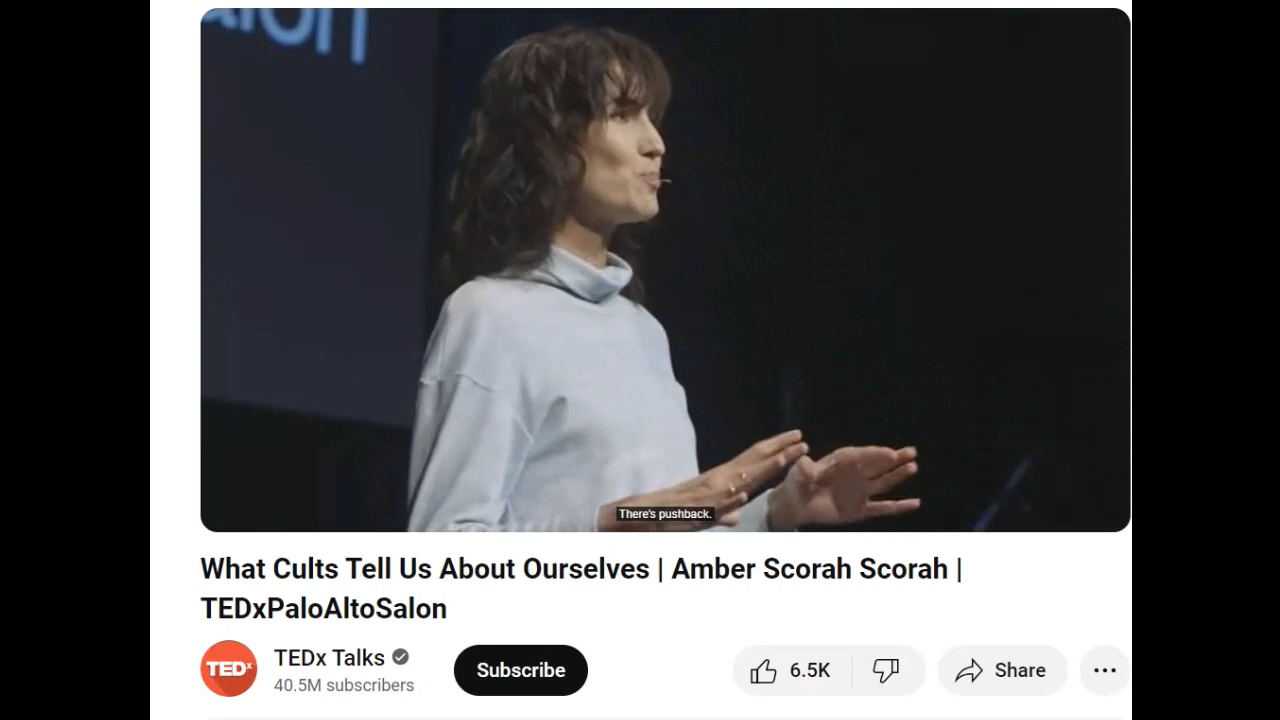 alon
There's pushback.
What Cults Tell Us About Ourselves | Amber Scorah Scorah |
TEDxPaloAltoSalon
TEDx
TEDx Talks
40.5M subscribers
Subscribe
6.5K
Share